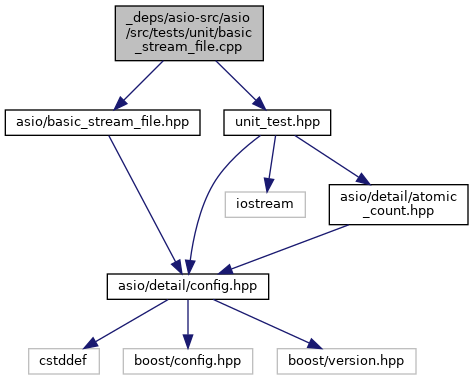 _deps/asio-src/asio
/src/tests/unit/basic
_stream_file.cpp
asio/basic_stream_file.hpp
unit_test.hpp
iostream
asio/detail/atomic
_count.hpp
asio/detail/config.hpp
cstddef
boost/config.hpp
boost/version.hpp